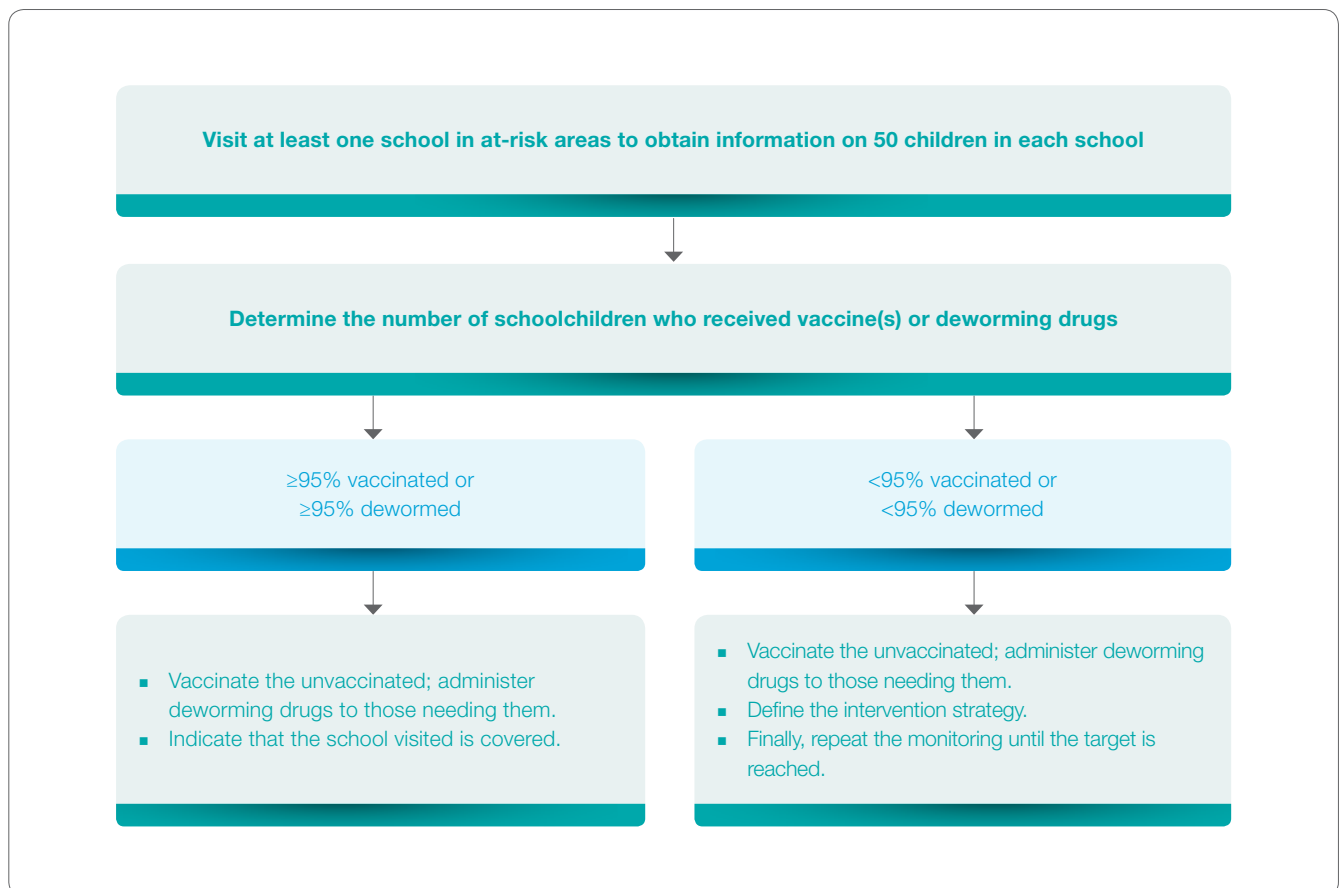 Visit at least one school in at-risk areas to obtain information on 50 children in each school
Determine the number of schoolchildren who received vaccine(s) or deworming drugs
≥95% vaccinated or
≥95% dewormed
<95% vaccinated or
<95% dewormed
▪ Vaccinate the unvaccinated; administer
deworming drugs to those needing them.
▪ Indicate that the school visited is covered.
▪ Vaccinate the unvaccinated; administer deworming
drugs to those needing them.
▪ Define the intervention strategy.
▪ Finally, repeat the monitoring until the target is
reached.